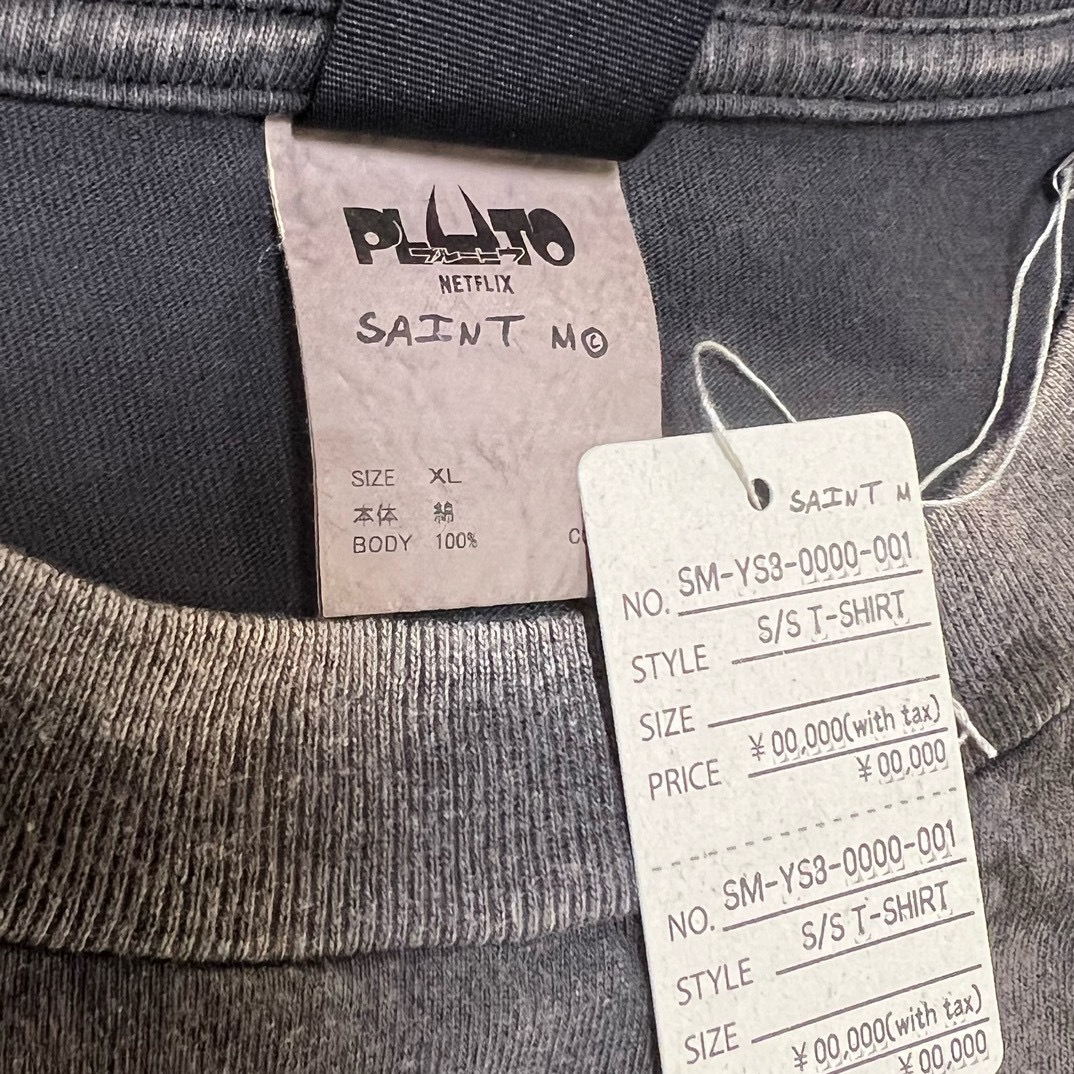 PLUTO
プルートウ
NETFLIX
SAINT M©
SIZE XL
本体 綿
BODY 100%
SAINT M
NO. SM-YS3-0000-001
STYLE S/S T-SHIRT
SIZE
PRICE ¥00,000(with tax)
¥00,000
NO. SM-YS3-0000-001
STYLE S/S T-SHIRT
SIZE
¥00,000(with tax)
¥00,000